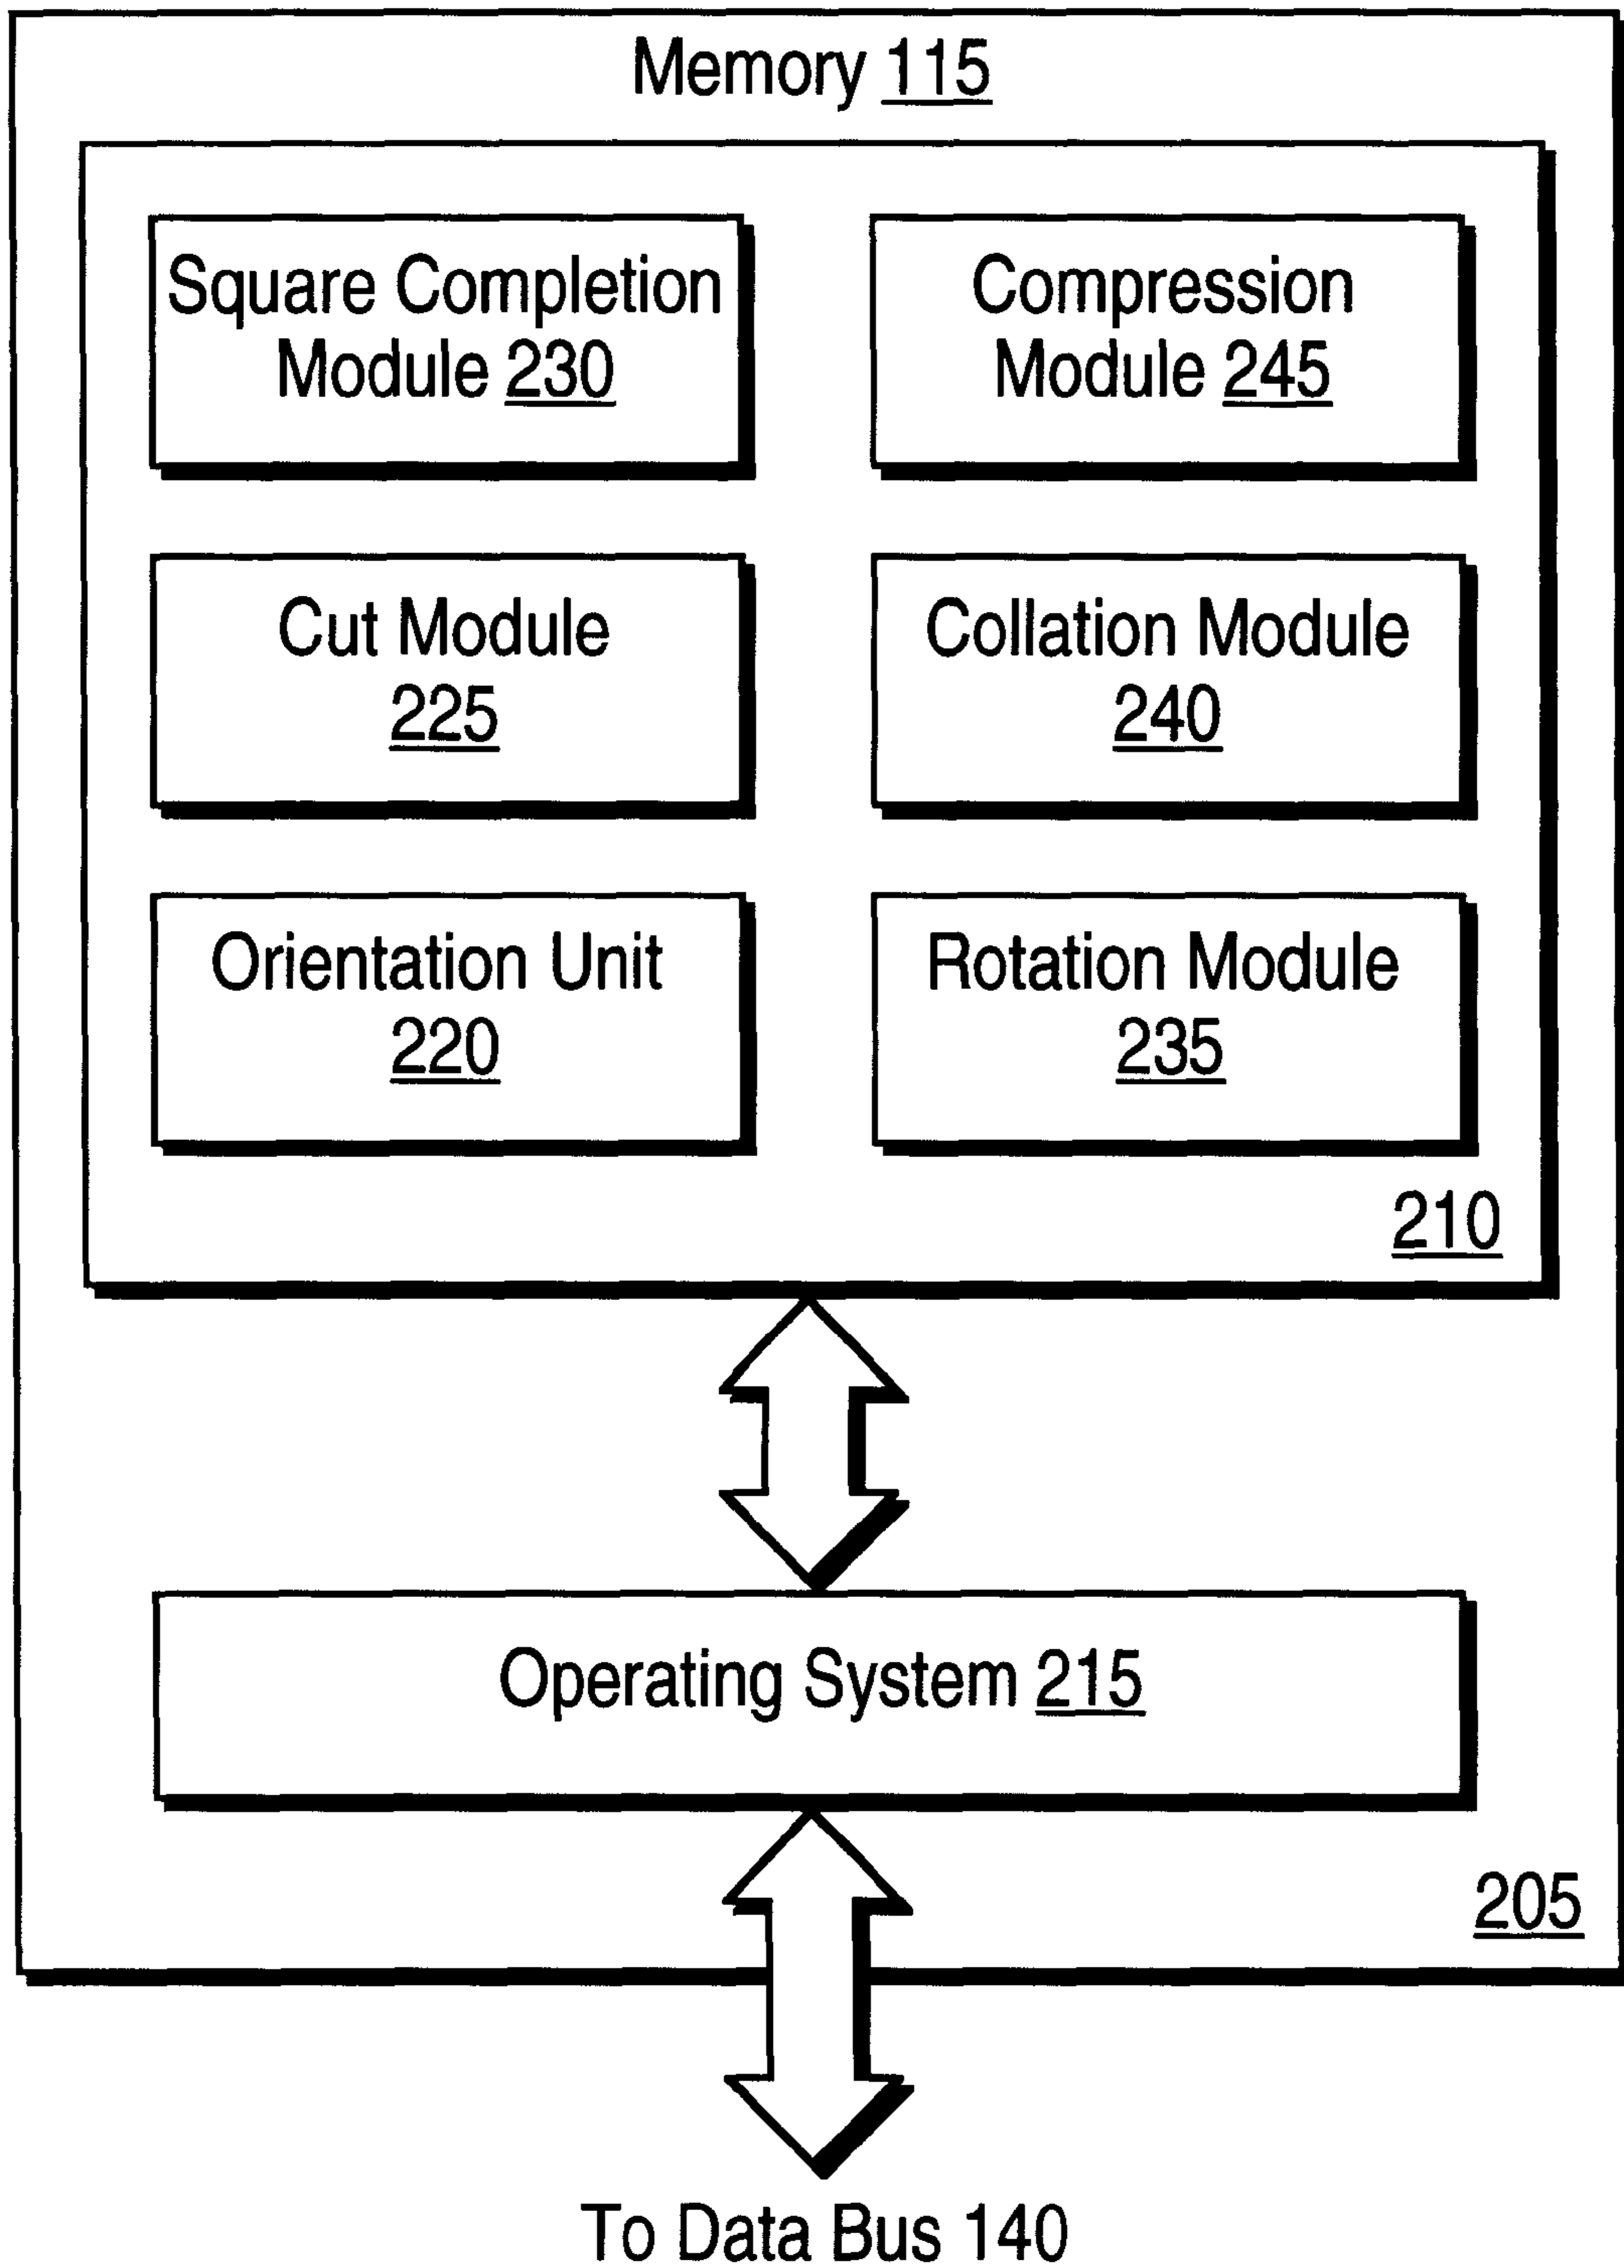 Memory 115
Square Completion
Module 230
Compression
Module 245
Cut Module
225
Collation Module
240
Orientation Unit
220
Rotation Module
235
210
Operating System 215
205
To Data Bus 140